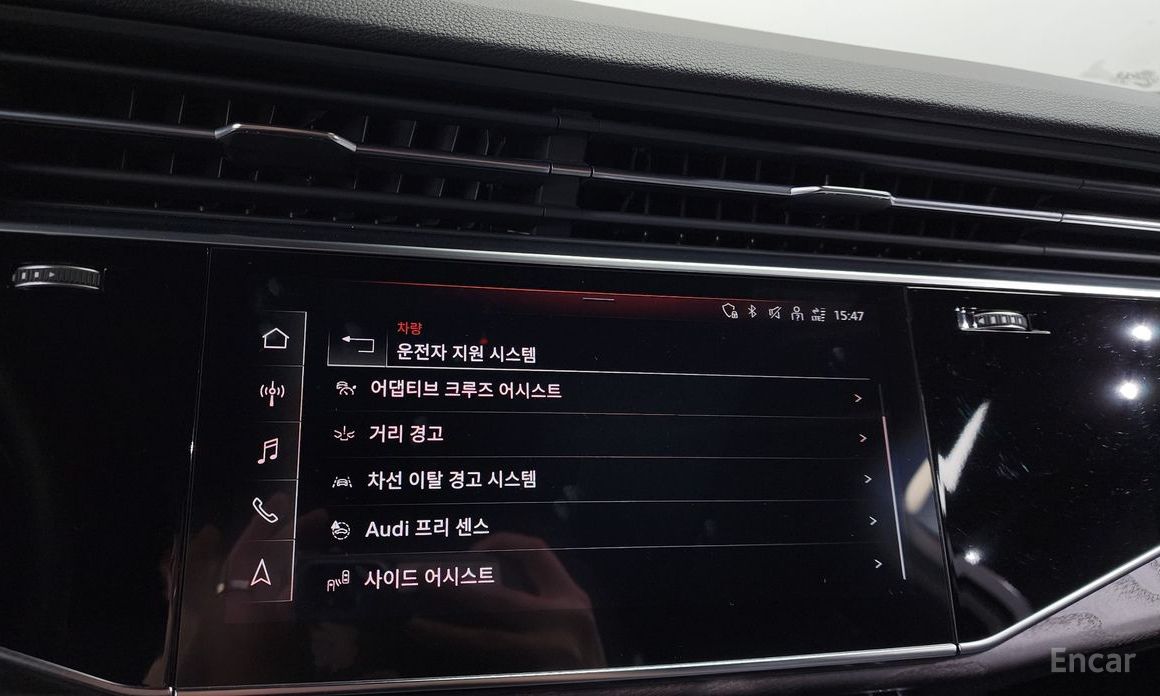 15:47
차량
운전자 지원 시스템
어댑티브 크루즈 어시스트
거리 경고
차선 이탈 경고 시스템
Audi 프리 센스
사이드 어시스트
Encar